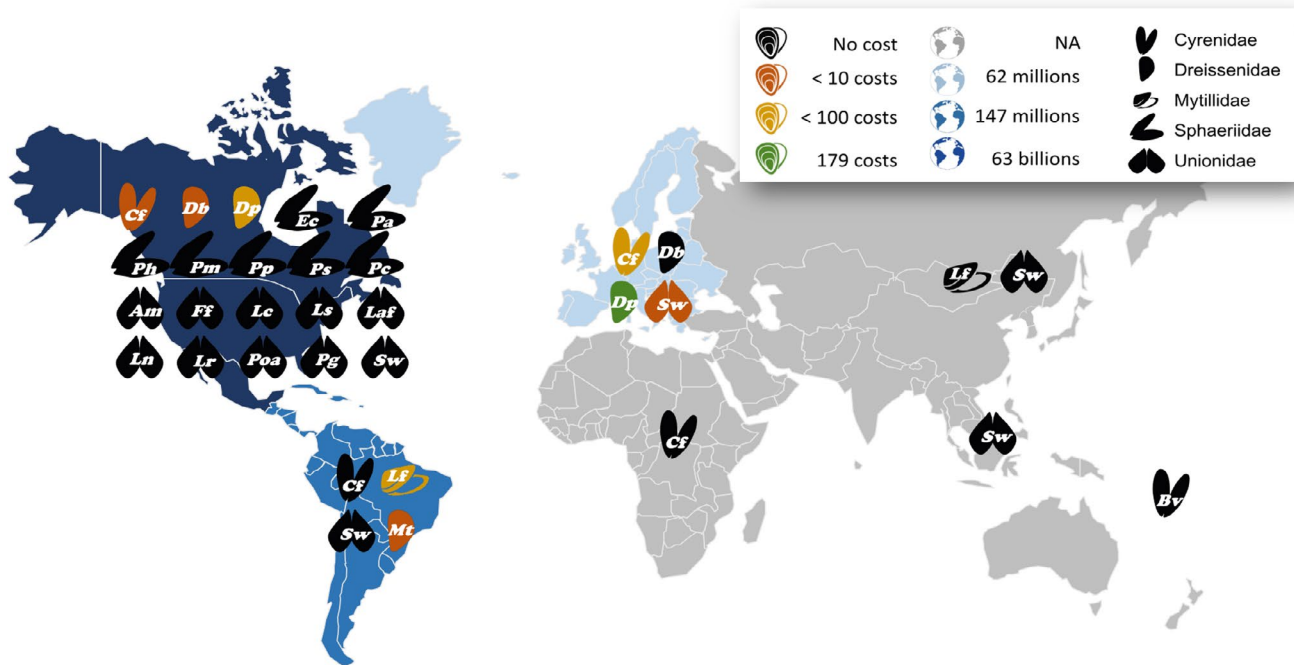 No cost NA Cyrenidae
< 10 costs 62 millions Dreissenidae
< 100 costs 147 millions Mytillidae
179 costs 63 billions Sphaeriidae
Unionidae
Cf Db Dp Ec Pa
Ph Pm Pp Ps Pc
Am Ff Lc Ls Laf
Ln Lr Poa Pg Sw
Cf Db
Dp Sw
Lf Sw
Cf
Sw
Cf Lf
Sw Mt
Bv